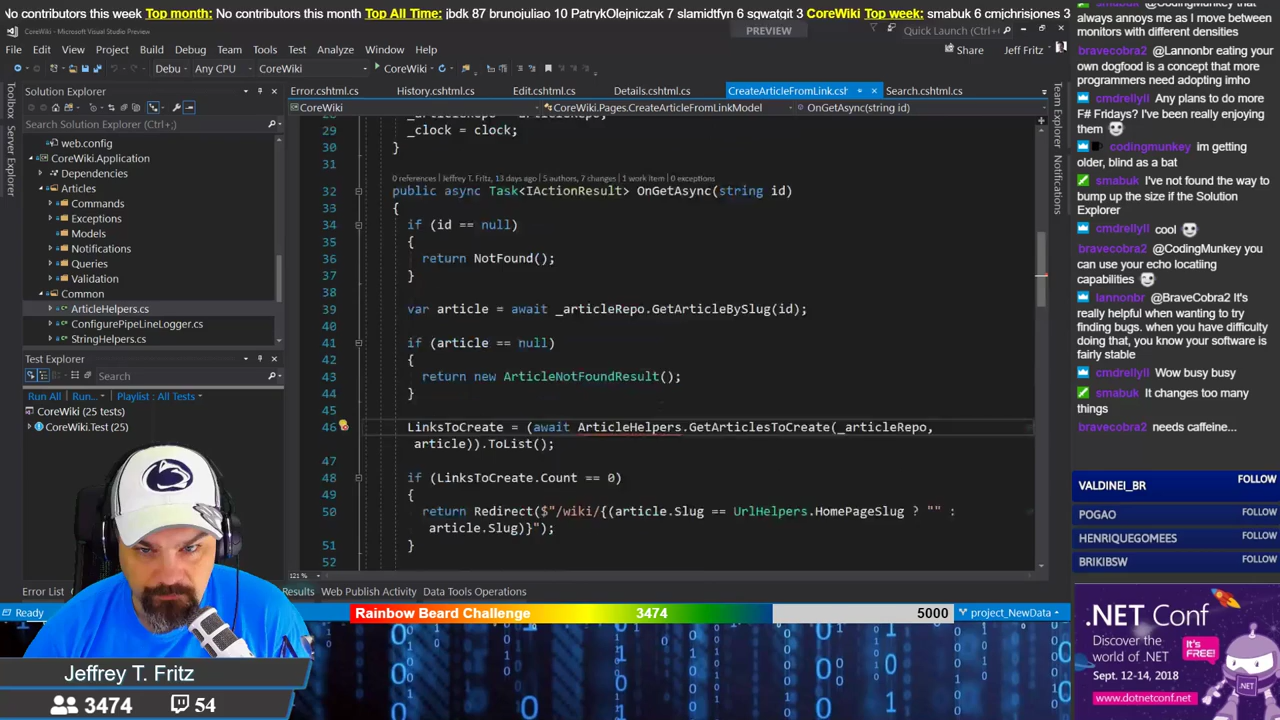 No contributors this week Top month: No contributors this month Top All Time: jbdk 87 brunojuliao 10 PatrykOlejniczak 7 slamidtfyn 6 sqwatgit 3 CoreWiki Top week: smabuk 6 cmjchrisjones 3
CoreWiki - Microsoft Visual Studio Preview
PREVIEW
Quick Launch (Ctrl+Q)
File Edit View Project Build Debug Team Tools Test Analyze Window Help
Share Jeff Fritz
Debu Any CPU CoreWiki CoreWiki
Toolbox
Server Explorer
Solution Explorer
Search Solution Explorer (Ctrl+;)
web.config
CoreWiki.Application
Dependencies
Articles
Commands
Exceptions
Models
Notifications
Queries
Validation
Common
ArticleHelpers.cs
ConfigurePipeLineLogger.cs
StringHelpers.cs
Test Explorer
Search
Run All Run... Playlist : All Tests
CoreWiki (25 tests)
CoreWiki.Test (25)
Error.cshtml.cs History.cshtml.cs Edit.cshtml.cs Details.cshtml.cs CreateArticleFromLink.csh Search.cshtml.cs
CoreWiki CoreWiki.Pages.CreateArticleFromLinkModel OnGetAsync(string id)
29 _clock = clock;
30 }
31
0 references | Jeffrey T. Fritz, 13 days ago | 5 authors, 7 changes | 1 work item | 0 exceptions
32 public async Task<IActionResult> OnGetAsync(string id)
33 {
34 if (id == null)
35 {
36 return NotFound();
37 }
38
39 var article = await _articleRepo.GetArticleBySlug(id);
40
41 if (article == null)
42 {
43 return new ArticleNotFoundResult();
44 }
45
46 LinksToCreate = (await ArticleHelpers.GetArticlesToCreate(_articleRepo,
article)).ToList();
47
48 if (LinksToCreate.Count == 0)
49 {
50 return Redirect($"/wiki/{(article.Slug == UrlHelpers.HomePageSlug ? "" :
article.Slug)}");
51 }
52
121 %
Team Explorer
Notifications
Error List Results Web Publish Activity Data Tools Operations
Ready
project_NewData
Rainbow Beard Challenge 3474 5000
Jeffrey T. Fritz
3474 54
@CodingMunkey
always annoys me as I move between
monitors with different densities
bravecobra2 @Lannonbr eating your
own dogfood is a concept that more
programmers need adopting imho
cmdrellyll Any plans to do more
F# Fridays? I've been really enjoying
them
codingmunkey im getting
older, blind as a bat
smabuk I've not found the way to
bump up the size if the Solution
Explorer
cmdrellyll cool
bravecobra2 @CodingMunkey you
can use your echo locatiing
capabilities
lannonbr @BraveCobra2 It's
really helpful when wanting to try
finding bugs. when you have difficulty
doing that, you know your software is
fairly stable
cmdrellyll Wow busy busy
smabuk It changes too many
things
bravecobra2 needs caffeine...
VALDINEI_BR FOLLOW
POGAO FOLLOW
HENRIQUEGOMEES FOLLOW
BRIKIBSW FOLLOW
.NET Conf
Discover the
world of .NET
It's
FREE!
Sept. 12-14, 2018
www.dotnetconf.net
.NET